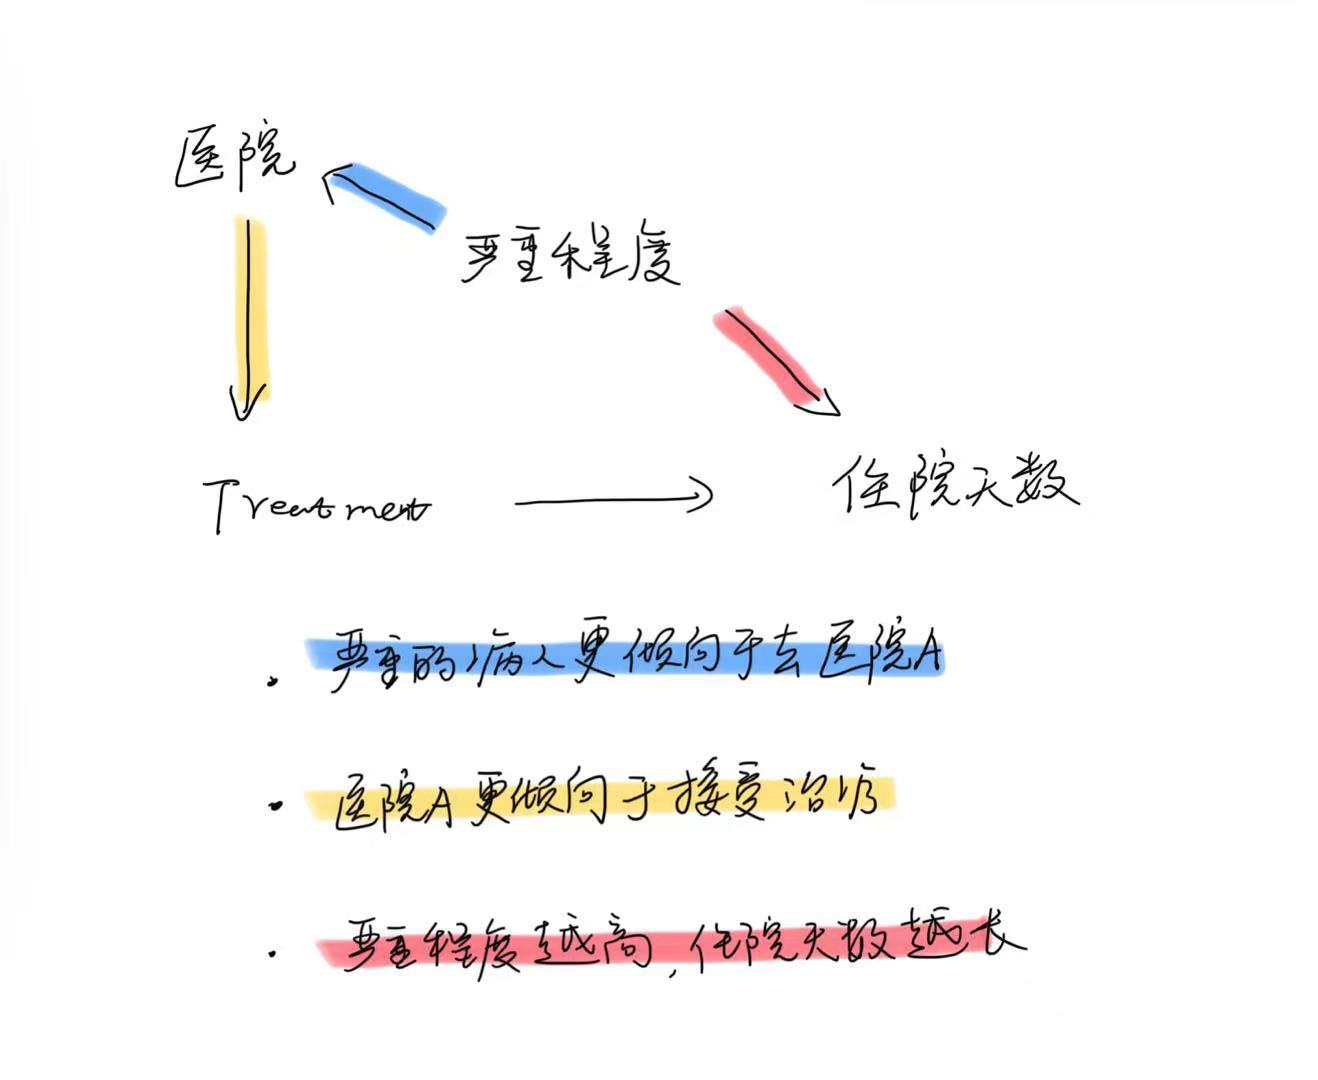 医院
严重程度
Treatment
住院天数
严重的病人更倾向于去医院A
医院A更倾向于接受治疗
严重程度越高,住院天数越长